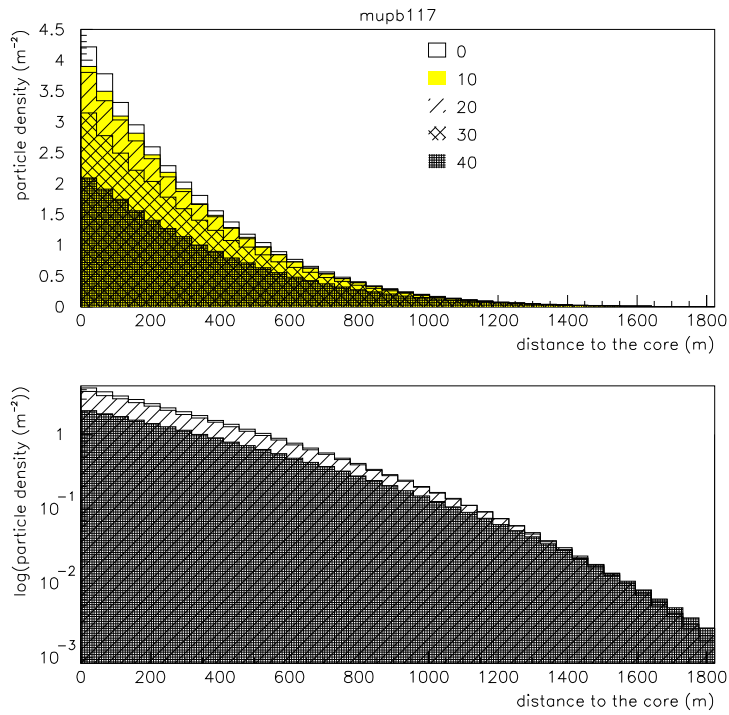 mupb117
particle density (m⁻²)
4.5
4
3.5
3
2.5
2
1.5
1
0.5
0
0
10
20
30
40
0 200 400 600 800 1000 1200 1400 1600 1800
distance to the core (m)
log(particle density (m⁻²))
1
10⁻¹
10⁻²
10⁻³
0 200 400 600 800 1000 1200 1400 1600 1800
distance to the core (m)